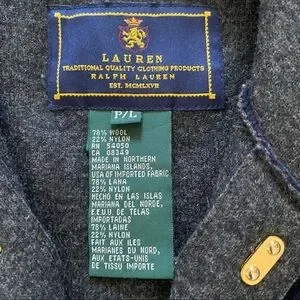 LAUREN
TRADITIONAL QUALITY CLOTHING PRODUCTS
RALPH LAUREN
EST. MCMLXVII
P/L
78% WOOL
22% NYLON
RN 54050
CA 08349
MADE IN NORTHERN
MARIANA ISLANDS,
USA OF IMPORTED FABRIC
78% LANA
22% NYLON
HECHO EN LAS ISLAS
MARIANA DEL NORDE,
E.E.U.U. DE TELAS
IMPORTADAS
78% LAINE
22% NYLON
FAIT AUX ILES
MARIANES DU NORD,
AUX ETATS-UNIS
DE TISSU IMPORTE